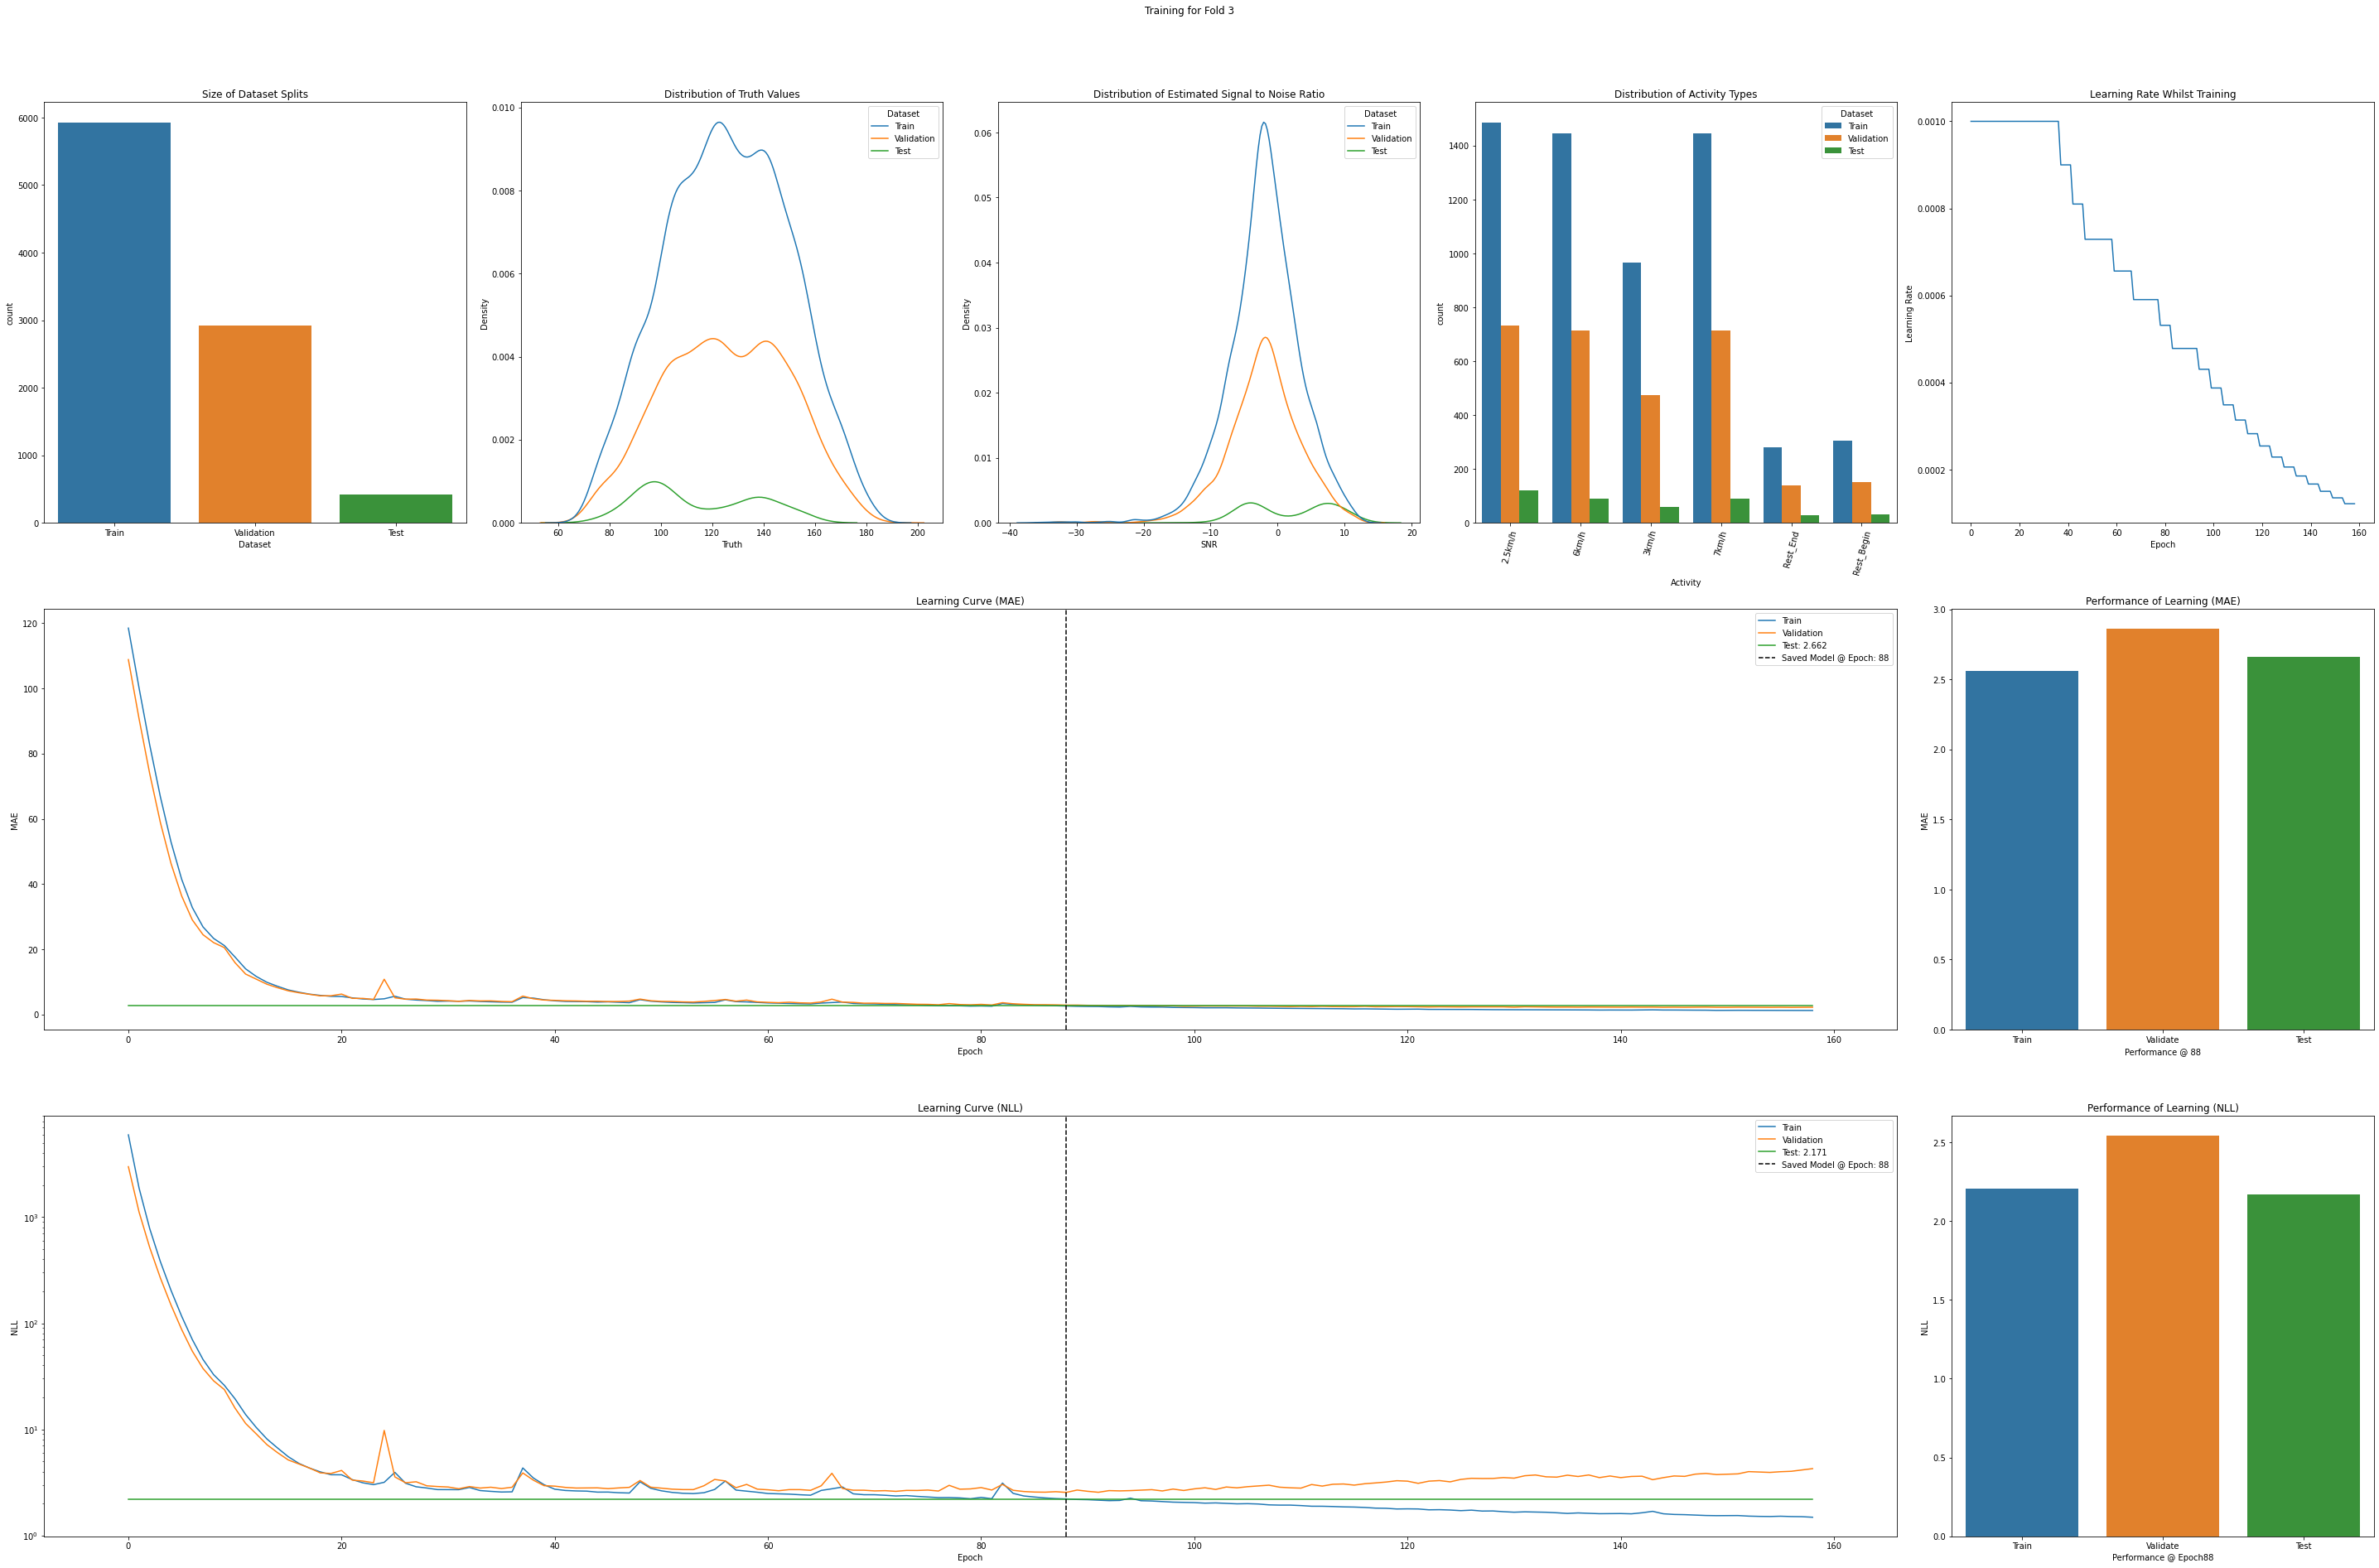 Training for Fold 3
Size of Dataset Splits
6000
5000
4000
3000
2000
1000
0
count
Train
Validation
Test
Dataset
Distribution of Truth Values
Dataset
Train
Validation
Test
0.010
0.008
0.006
0.004
0.002
0.000
Density
60 80 100 120 140 160 180 200
Truth
Distribution of Estimated Signal to Noise Ratio
Dataset
Train
Validation
Test
0.06
0.05
0.04
0.03
0.02
0.01
0.00
Density
−40 −30 −20 −10 0 10 20
SNR
Distribution of Activity Types
Dataset
Train
Validation
Test
1400
1200
1000
800
600
400
200
0
count
2.5km/h
6km/h
3km/h
7km/h
Rest_End
Rest_Begin
Activity
Learning Rate Whilst Training
0.0010
0.0008
0.0006
0.0004
0.0002
Learning Rate
0 20 40 60 80 100 120 140 160
Epoch
Learning Curve (MAE)
Train
Validation
Test: 2.662
Saved Model @ Epoch: 88
120
100
80
60
40
20
0
MAE
0 20 40 60 80 100 120 140 160
Epoch
Performance of Learning (MAE)
3.0
2.5
2.0
1.5
1.0
0.5
0.0
MAE
Train
Validate
Test
Performance @ 88
Learning Curve (NLL)
Train
Validation
Test: 2.171
Saved Model @ Epoch: 88
10³
10²
10¹
10⁰
NLL
0 20 40 60 80 100 120 140 160
Epoch
Performance of Learning (NLL)
2.5
2.0
1.5
1.0
0.5
0.0
NLL
Train
Validate
Test
Performance @ Epoch88